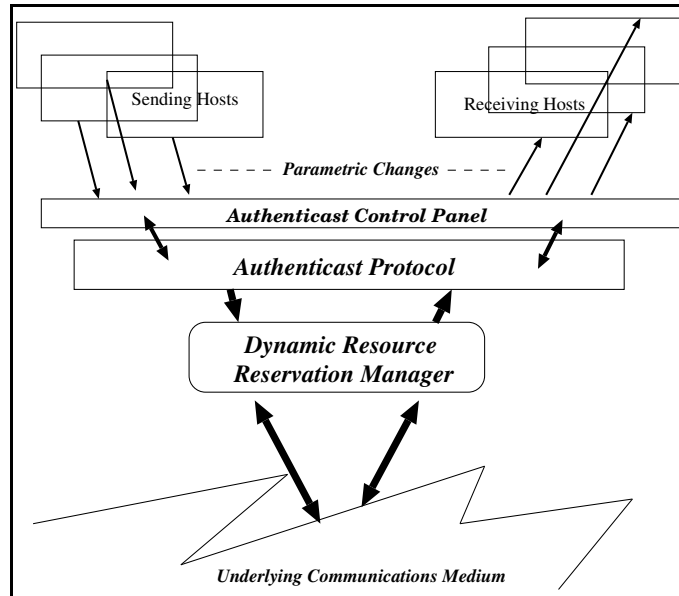 Sending Hosts
Receiving Hosts
Parametric Changes
Authenticast Control Panel
Authenticast Protocol
Dynamic Resource
Reservation Manager
Underlying Communications Medium